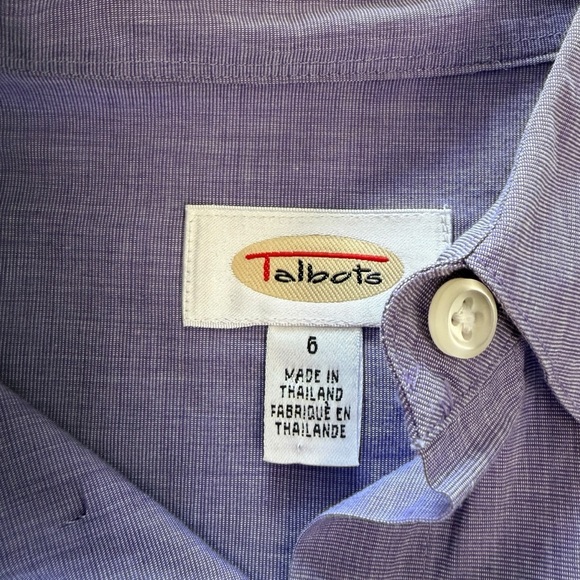 Talbots
6
MADE IN
THAILAND
FABRIQUÉ EN
THAILANDE